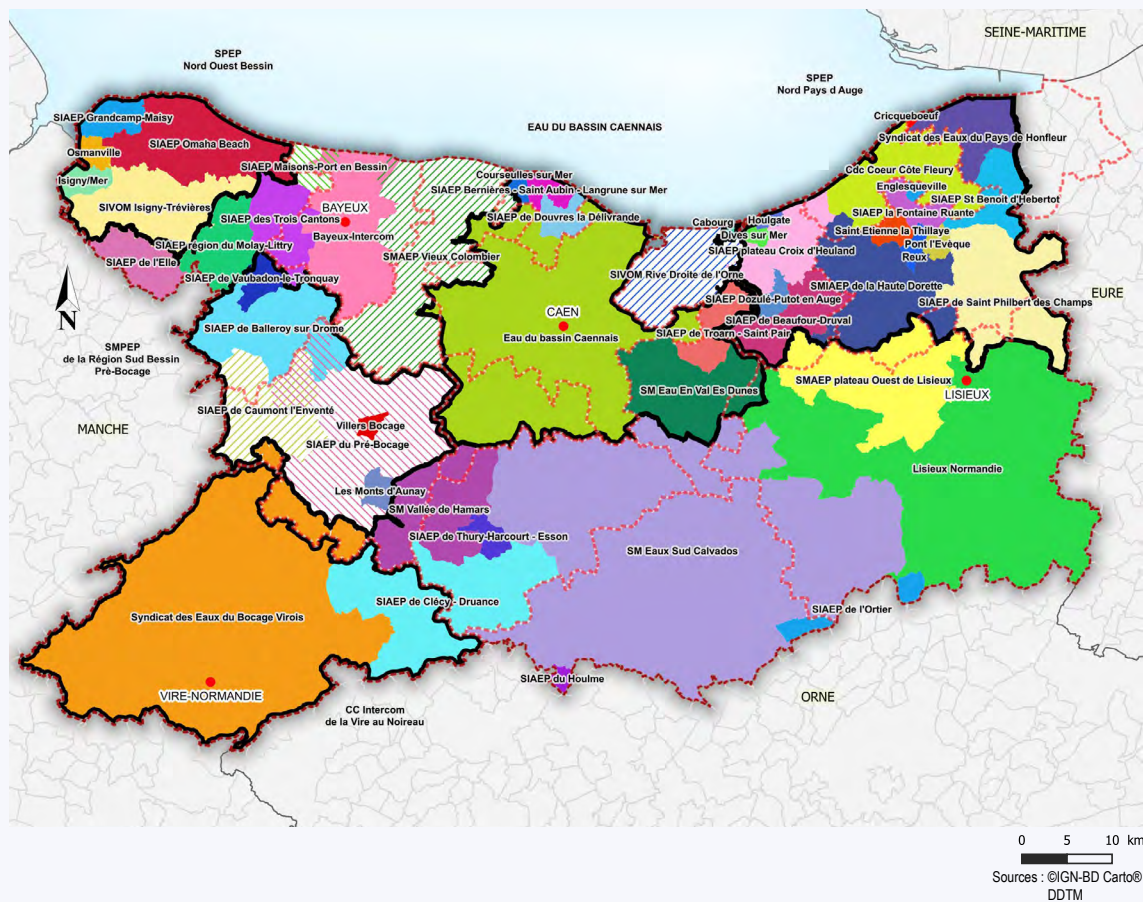 SEINE-MARITIME
SPEP
Nord Ouest Bessin
SPEP
Nord Pays d Auge
SIAEP Grandcamp-Maisy
Cricqueboeuf
EAU DU BASSIN CAENNAIS
Syndicat des Eaux du Pays de Honfleur
SIAEP Omaha Beach
Osmanville
SIAEP Maisons-Port en Bessin
Cdc Coeur Côte Fleury
Courseulles sur Mer
Isigny/Mer
SIAEP Bernières - Saint Aubin - Langrune sur Mer
Englesqueville
SIAEP St Benoit d'Hebertot
SIVOM Isigny-Trévières
BAYEUX
SIAEP la Fontaine Ruante
SIAEP des Trois Cantons
SIAEP de Douvres la Délivrande
Cabourg
Houlgate
Saint Etienne la Thillaye
Bayeux-Intercom
Dives sur Mer
Pont l'Evèque
SIAEP région du Molay-Littry
SIAEP plateau Croix d'Heuland
Reux
SMAEP Vieux Colombier
SIAEP de l'Elle
SIVOM Rive Droite de l'Orne
SIAEP de Vaubadon-le-Tronquay
SMIAEP de la Haute Dorette
EURE
SIAEP Dozulé-Putot en Auge
SIAEP de Saint Philbert des Champs
N
CAEN
SIAEP de Beaufour-Druval
SIAEP de Balleroy sur Drome
SIAEP de Troarn - Saint Pair
Eau du bassin Caennais
SMPEP
de la Région Sud Bessin
Prè-Bocage
SMAEP plateau Ouest de Lisieux
SM Eau En Val Es Dunes
LISIEUX
SIAEP de Caumont l'Enventé
MANCHE
Villers Bocage
SIAEP du Pré-Bocage
Lisieux Normandie
Les Monts d'Aunay
SM Vallée de Hamars
SIAEP de Thury-Harcourt - Esson
SM Eaux Sud Calvados
SIAEP de Clécy - Druance
SIAEP de l'Ortier
Syndicat des Eaux du Bocage Virois
SIAEP du Houlme
VIRE-NORMANDIE
ORNE
CC Intercom
de la Vire au Noireau
0 5 10 km
Sources : ©IGN-BD Carto®
DDTM